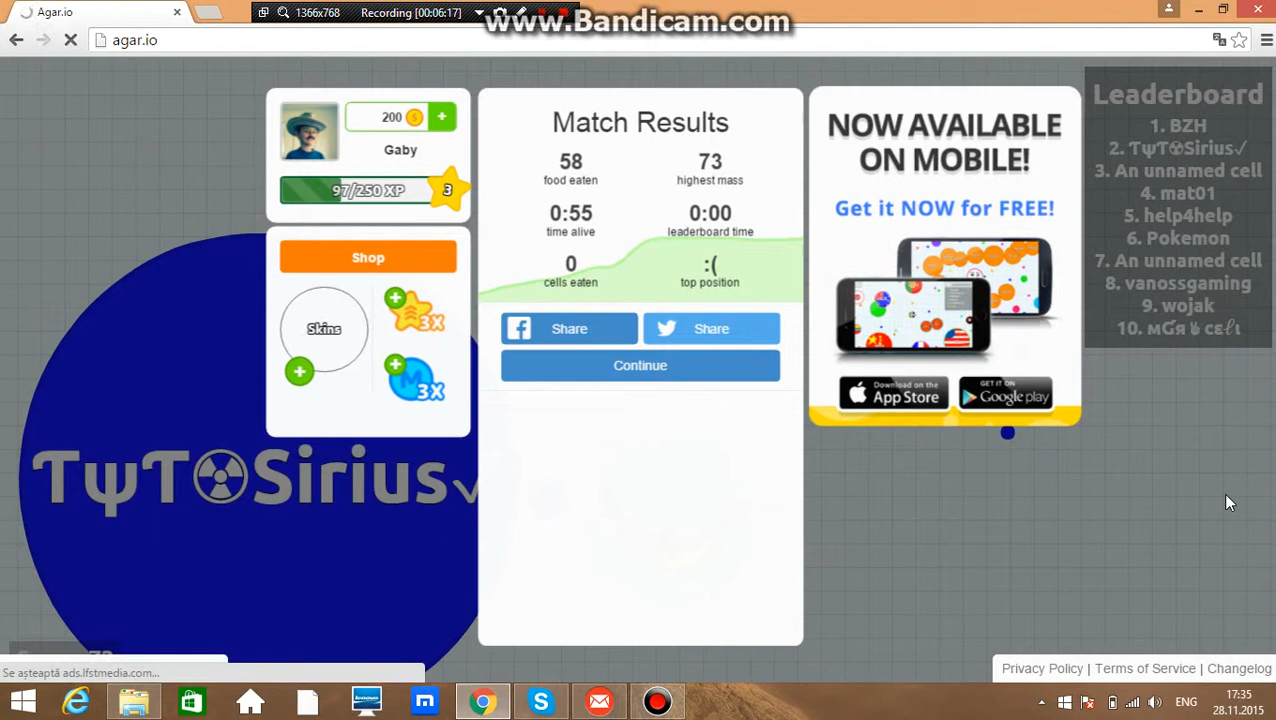 Agar.io
1366x768 Recording [00:06:17]
www.Bandicam.com
agar.io
200
Gaby
97/250 XP
3
Shop
Skins
3X
M
3X
Match Results
58
food eaten
73
highest mass
0:55
time alive
0:00
leaderboard time
0
cells eaten
:(
top position
Share
Share
Continue
NOW AVAILABLE
ON MOBILE!
Get it NOW for FREE!
Download on the
App Store
GET IT ON
Google play
Leaderboard
1. BZH
2. ƬψƬ☢Sirius✓
3. An unnamed cell
4. mat01
5. help4help
6. Pokemon
7. An unnamed cell
8. vanossgaming
9. wojak
ƬψƬ☢Sirius✓
Se așteaptă ads.lfstmedia.com...
Privacy Policy | Terms of Service | Changelog
ENG
17:35
28.11.2015